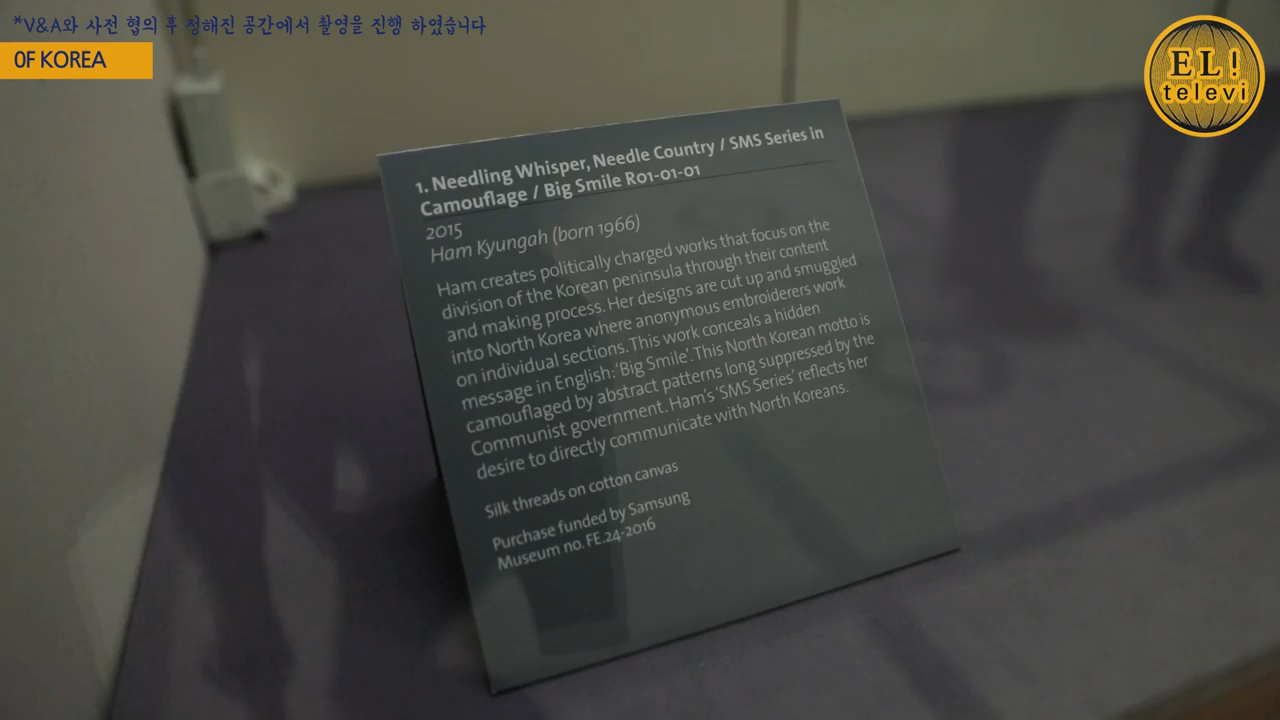 *V&A와 사전 협의 후 정해진 공간에서 촬영을 진행 하였습니다
OF KOREA
EL!
televi
1. Needling Whisper, Needle Country / SMS Series in
Camouflage / Big Smile R01-01-01
2015
Ham Kyungah (born 1966)
Ham creates politically charged works that focus on the
division of the Korean peninsula through their content
and making process. Her designs are cut up and smuggled
into North Korea where anonymous embroiderers work
on individual sections. This work conceals a hidden
message in English: ‘Big Smile’. This North Korean motto is
camouflaged by abstract patterns long suppressed by the
Communist government. Ham’s ‘SMS Series’ reflects her
desire to directly communicate with North Koreans.
Silk threads on cotton canvas
Purchase funded by Samsung
Museum no. FE.24-2016